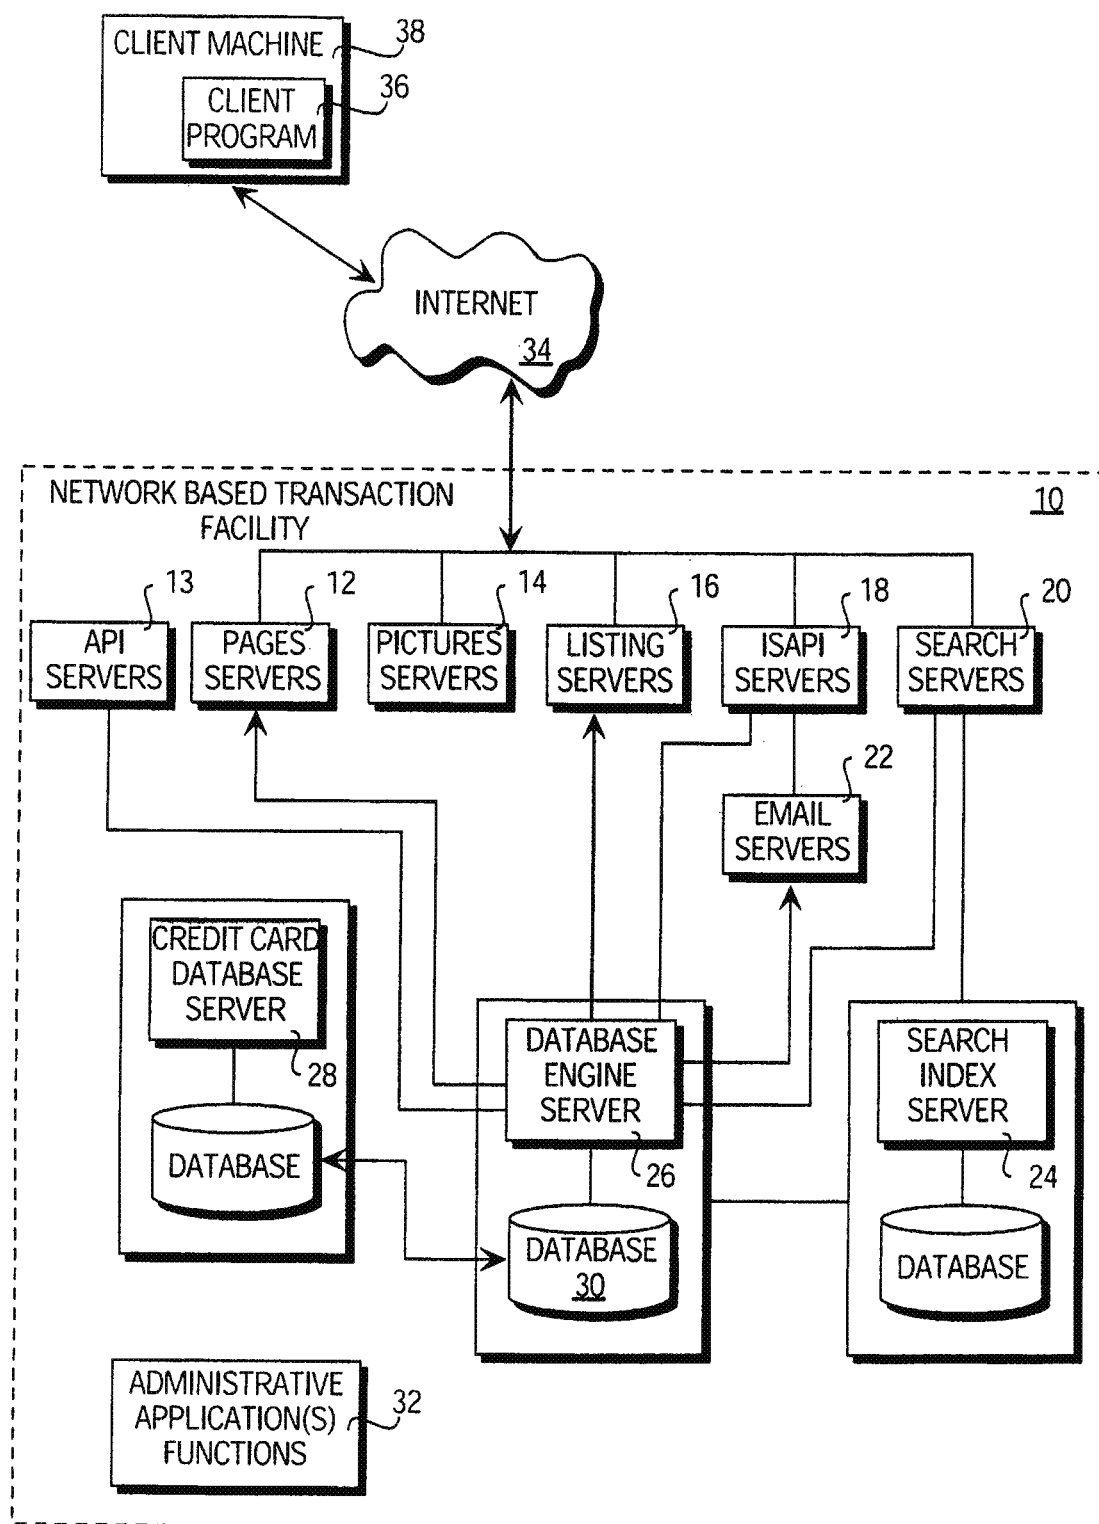 CLIENT MACHINE
38
CLIENT
PROGRAM
36
INTERNET
34
NETWORK BASED TRANSACTION
FACILITY
10
13
12
14
16
18
20
API
SERVERS
PAGES
SERVERS
PICTURES
SERVERS
LISTING
SERVERS
ISAPI
SERVERS
SEARCH
SERVERS
22
EMAIL
SERVERS
CREDIT CARD
DATABASE
SERVER
28
DATABASE
DATABASE
ENGINE
SERVER
26
DATABASE
30
SEARCH
INDEX
SERVER
24
DATABASE
ADMINISTRATIVE
APPLICATION(S)
FUNCTIONS
32